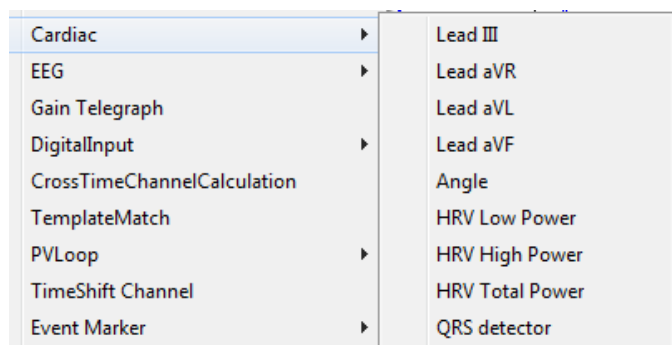 Cardiac
EEG
Gain Telegraph
DigitalInput
CrossTimeChannelCalculation
TemplateMatch
PVLoop
TimeShift Channel
Event Marker
Lead III
Lead aVR
Lead aVL
Lead aVF
Angle
HRV Low Power
HRV High Power
HRV Total Power
QRS detector